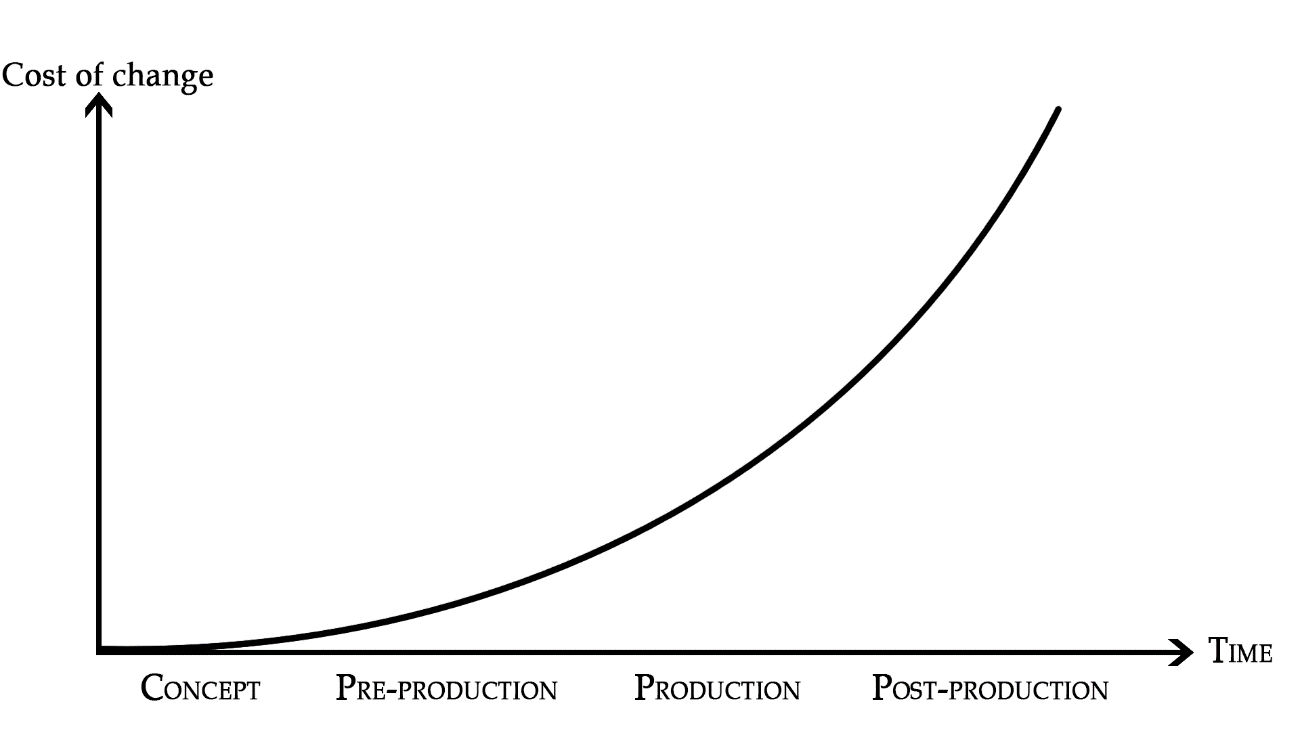 Cost of change
Time
Concept
Pre-production
Production
Post-production